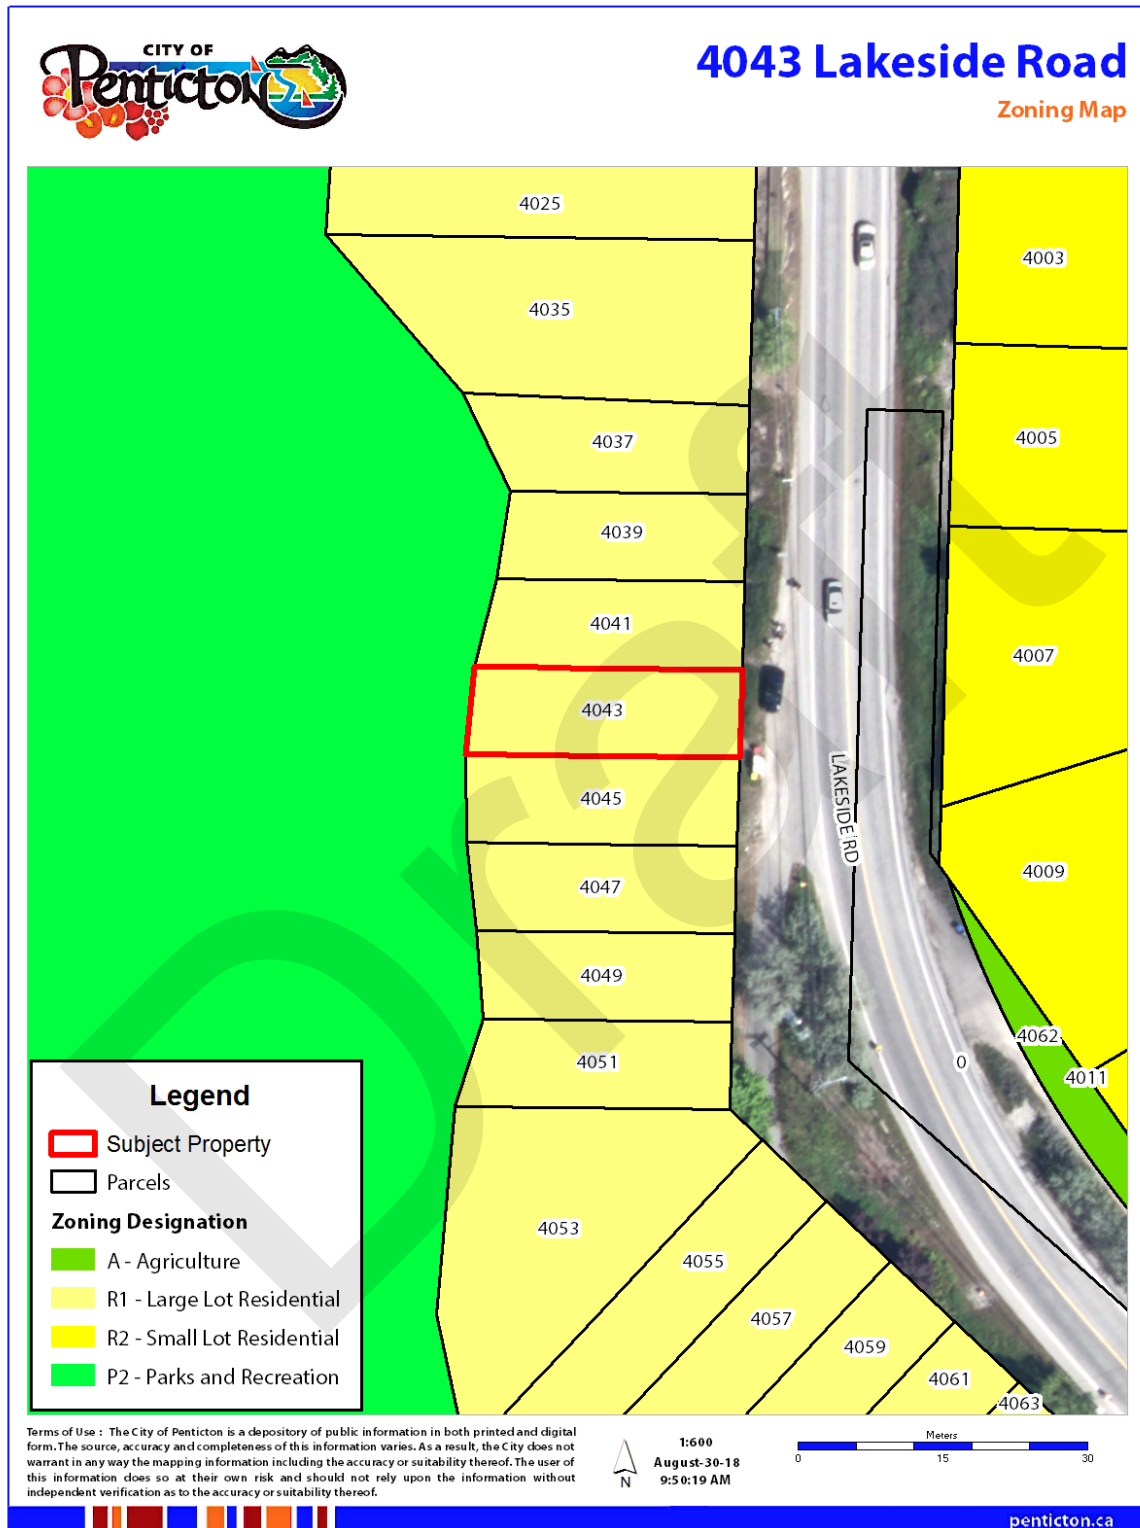 CITY OF
Penticton
4043 Lakeside Road
Zoning Map
4025
4003
4035
4005
4037
4039
4041
4007
4043
LAKESIDE RD
4045
4009
4047
4049
4062
4051
0
4011
4053
4055
4057
4059
4061
4063
Draft
Legend
Subject Property
Parcels
Zoning Designation
A - Agriculture
R1 - Large Lot Residential
R2 - Small Lot Residential
P2 - Parks and Recreation
Terms of Use : The City of Penticton is a depository of public information in both printed and digital
form. The source, accuracy and completeness of this information varies. As a result, the City does not
warrant in any way the mapping information including the accuracy or suitability thereof. The user of
this information does so at their own risk and should not rely upon the information without
independent verification as to the accuracy or suitability thereof.
N
1:600
August-30-18
9:50:19 AM
Meters
0 15 30
penticton.ca